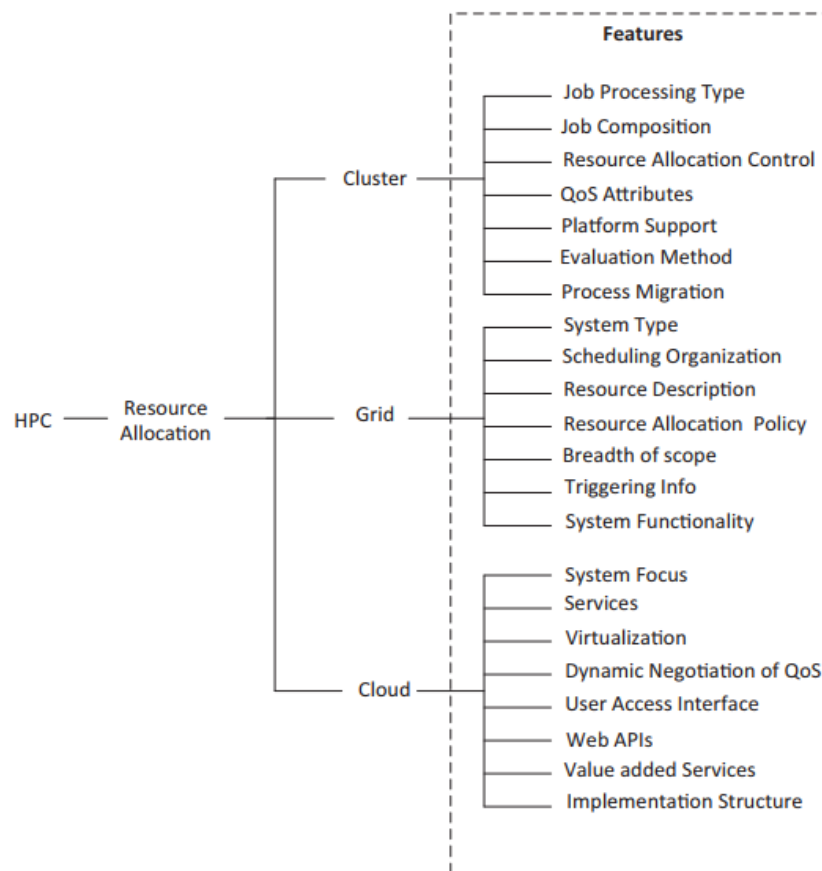 Features
Job Processing Type
Job Composition
Resource Allocation Control
Cluster
QoS Attributes
Platform Support
Evaluation Method
Process Migration
System Type
Scheduling Organization
Resource Description
HPC
Resource
Allocation
Grid
Resource Allocation Policy
Breadth of scope
Triggering Info
System Functionality
System Focus
Services
Virtualization
Dynamic Negotiation of QoS
Cloud
User Access Interface
Web APIs
Value added Services
Implementation Structure